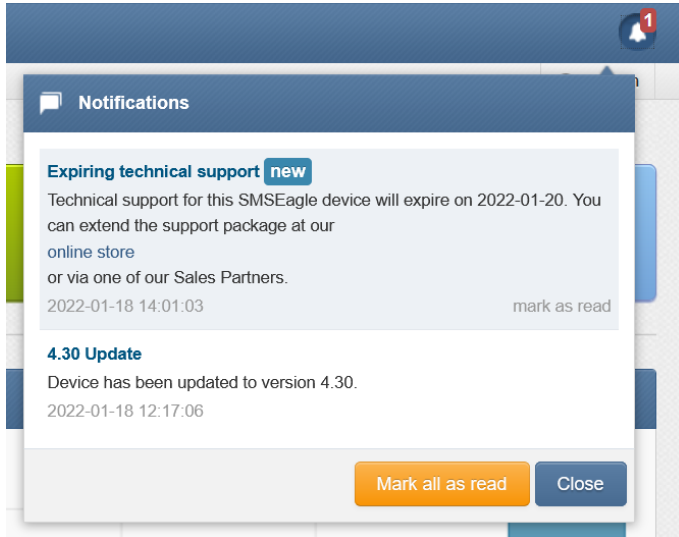 1
Notifications
Expiring technical support new
Technical support for this SMSEagle device will expire on 2022-01-20. You
can extend the support package at our
online store
or via one of our Sales Partners.
2022-01-18 14:01:03 mark as read
4.30 Update
Device has been updated to version 4.30.
2022-01-18 12:17:06
Mark all as read Close